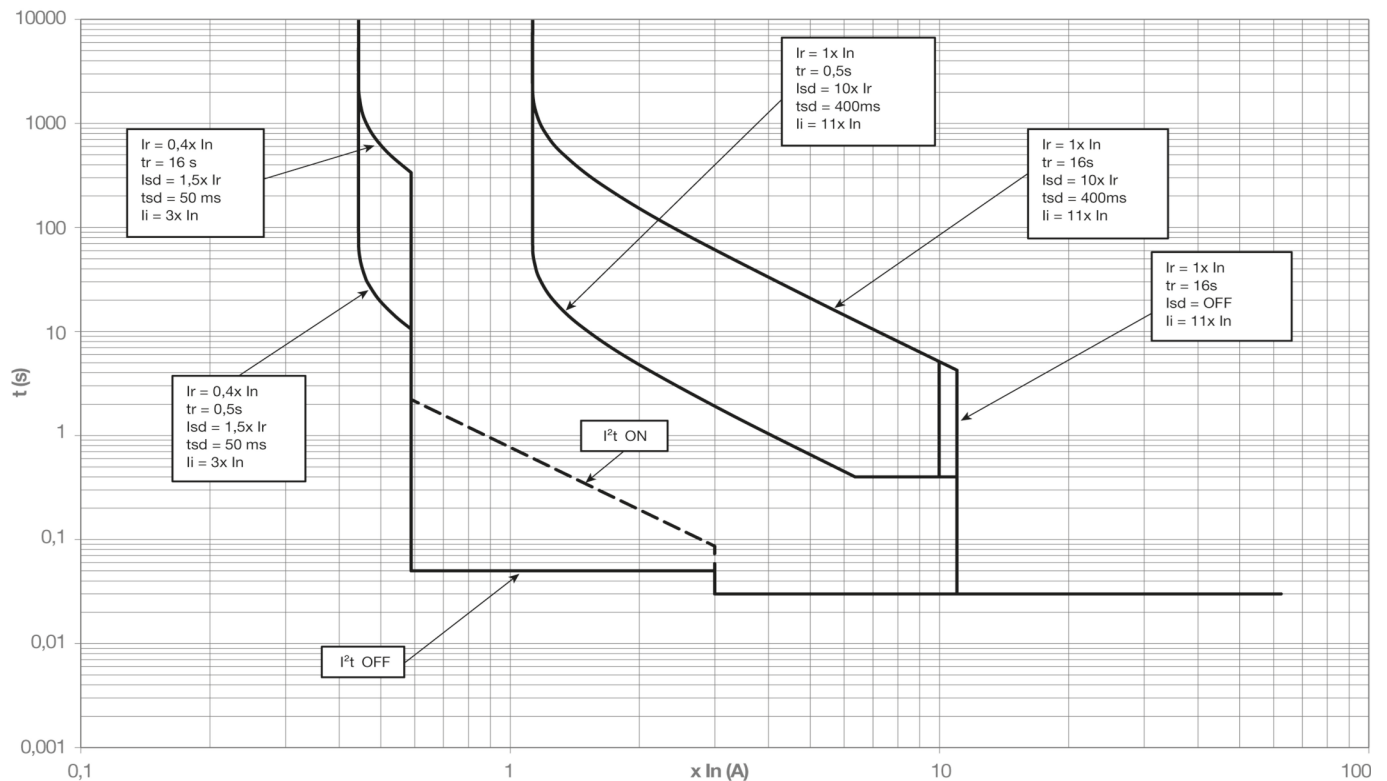 10000
1000
100
10
1
0,1
0,01
0,001
t (s)
Ir = 0,4x In
tr = 16 s
Isd = 1,5x Ir
tsd = 50 ms
Ii = 3x In
Ir = 1x In
tr = 0,5s
Isd = 10x Ir
tsd = 400ms
Ii = 11x In
Ir = 1x In
tr = 16s
Isd = 10x Ir
tsd = 400ms
Ii = 11x In
Ir = 1x In
tr = 16s
Isd = OFF
Ii = 11x In
Ir = 0,4x In
tr = 0,5s
Isd = 1,5x Ir
tsd = 50 ms
Ii = 3x In
I²t ON
I²t OFF
0,1
1
x In (A)
10
100